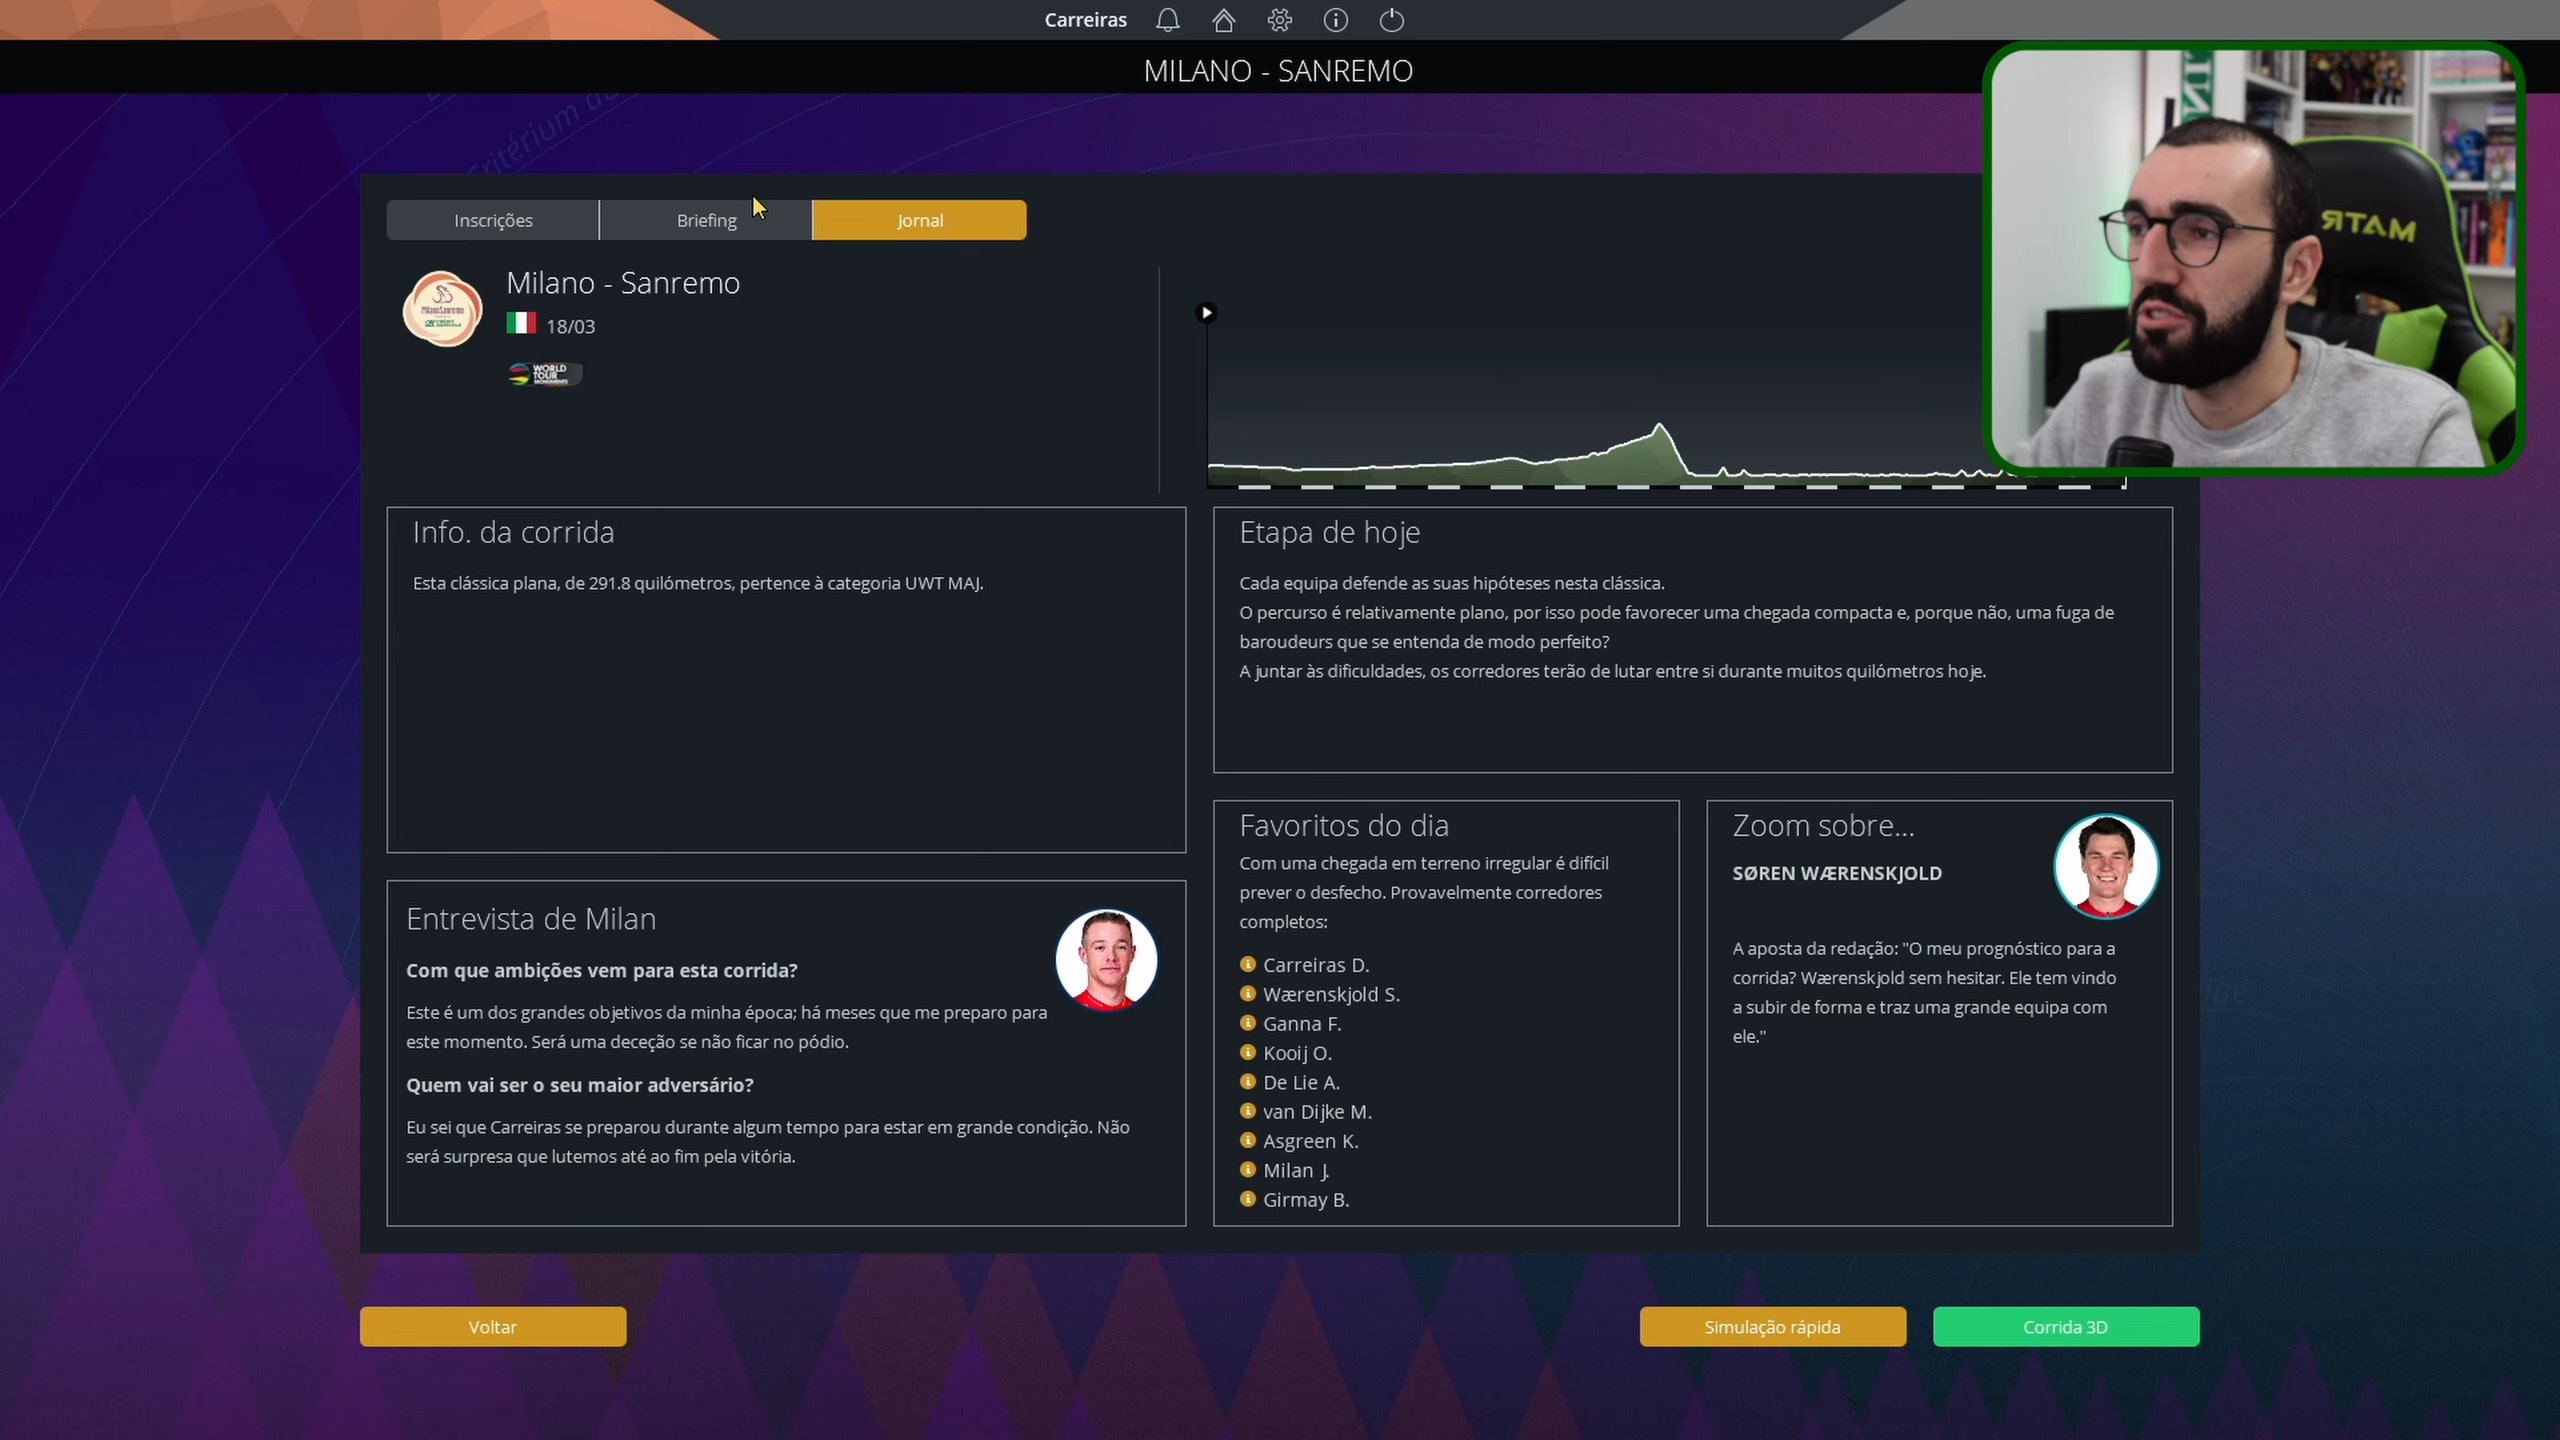 Carreiras
MILANO - SANREMO
Inscrições
Briefing
Jornal
Milano - Sanremo
18/03
WORLD
TOUR
MONUMENTS
Info. da corrida
Esta clássica plana, de 291.8 quilómetros, pertence à categoria UWT MAJ.
Etapa de hoje
Cada equipa defende as suas hipóteses nesta clássica.
O percurso é relativamente plano, por isso pode favorecer uma chegada compacta e, porque não, uma fuga de
baroudeurs que se entenda de modo perfeito?
A juntar às dificuldades, os corredores terão de lutar entre si durante muitos quilómetros hoje.
Entrevista de Milan
Com que ambições vem para esta corrida?
Este é um dos grandes objetivos da minha época; há meses que me preparo para
este momento. Será uma deceção se não ficar no pódio.
Quem vai ser o seu maior adversário?
Eu sei que Carreiras se preparou durante algum tempo para estar em grande condição. Não
será surpresa que lutemos até ao fim pela vitória.
Favoritos do dia
Com uma chegada em terreno irregular é difícil
prever o desfecho. Provavelmente corredores
completos:
Carreiras D.
Wærenskjold S.
Ganna F.
Kooij O.
De Lie A.
van Dijke M.
Asgreen K.
Milan J.
Girmay B.
Zoom sobre...
SØREN WÆRENSKJOLD
A aposta da redação: "O meu prognóstico para a
corrida? Wærenskjold sem hesitar. Ele tem vindo
a subir de forma e traz uma grande equipa com
ele."
Voltar
Simulação rápida
Corrida 3D